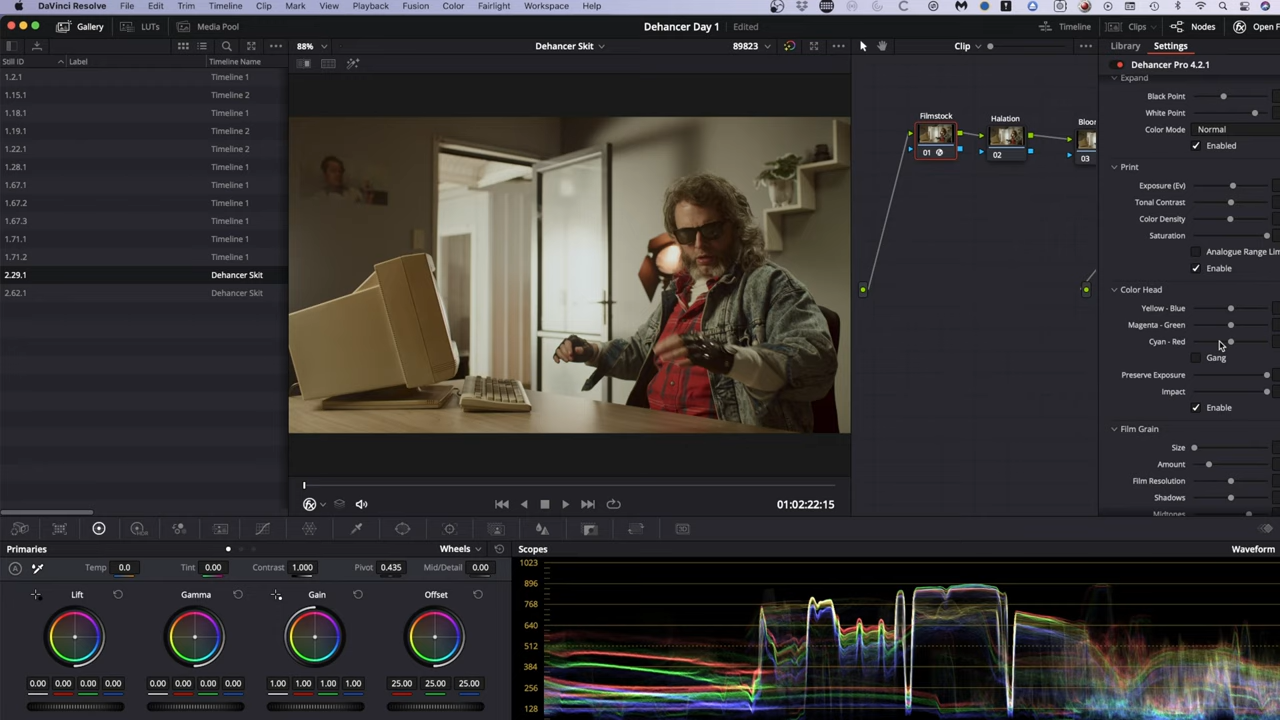 DaVinci Resolve File Edit Trim Timeline Clip Mark View Playback Fusion Color Fairlight Workspace Help
Gallery LUTs Media Pool Dehancer Day 1 Edited Timeline Clips Nodes Open F
88% Dehancer Skit 89823 Clip Library Settings
Still ID Label Timeline Name
Dehancer Pro 4.2.1
1.2.1 Timeline 1
1.15.1 Timeline 2
1.18.1 Timeline 1
1.19.1 Timeline 2
1.22.1 Timeline 2
1.28.1 Timeline 1
1.67.1 Timeline 1
1.67.2 Timeline 1
1.67.3 Timeline 1
1.71.1 Timeline 1
1.71.2 Timeline 1
2.29.1 Dehancer Skit
2.62.1 Dehancer Skit
Filmstock Halation Bloor
01 02 03
Expand
Black Point
White Point
Color Mode Normal
Enabled
Print
Exposure (Ev)
Tonal Contrast
Color Density
Saturation
Analogue Range Lim
Enable
Color Head
Yellow - Blue
Magenta - Green
Cyan - Red
Gang
Preserve Exposure
Impact
Enable
Film Grain
Size
Amount
Film Resolution
Shadows
Midtones
01:02:22:15
Primaries Wheels Scopes Waveform
Temp 0.0 Tint 0.00 Contrast 1.000 Pivot 0.435 Mid/Detail 0.00
Lift Gamma Gain Offset
0.00 0.00 0.00 0.00 0.00 0.00 0.00 0.00 1.00 1.00 1.00 1.00 25.00 25.00 25.00
1023
896
768
640
512
384
256
128